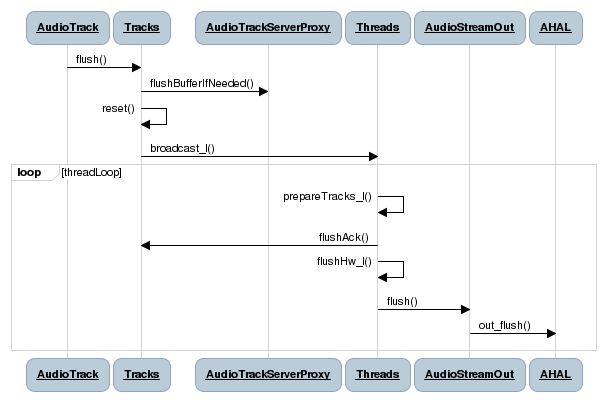 AudioTrack Tracks AudioTrackServerProxy Threads AudioStreamOut AHAL
flush()
flushBufferIfNeeded()
reset()
broadcast_l()
loop [threadLoop]
prepareTracks_l()
flushAck()
flushHw_l()
flush()
out_flush()
AudioTrack Tracks AudioTrackServerProxy Threads AudioStreamOut AHAL